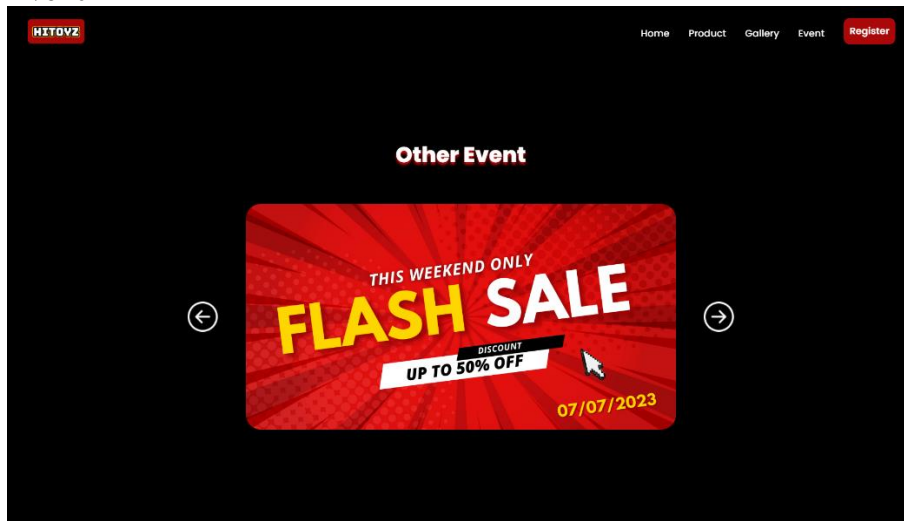 HITOYZ
Home Product Gallery Event Register
Other Event
THIS WEEKEND ONLY
FLASH SALE
DISCOUNT
UP TO 50% OFF
07/07/2023